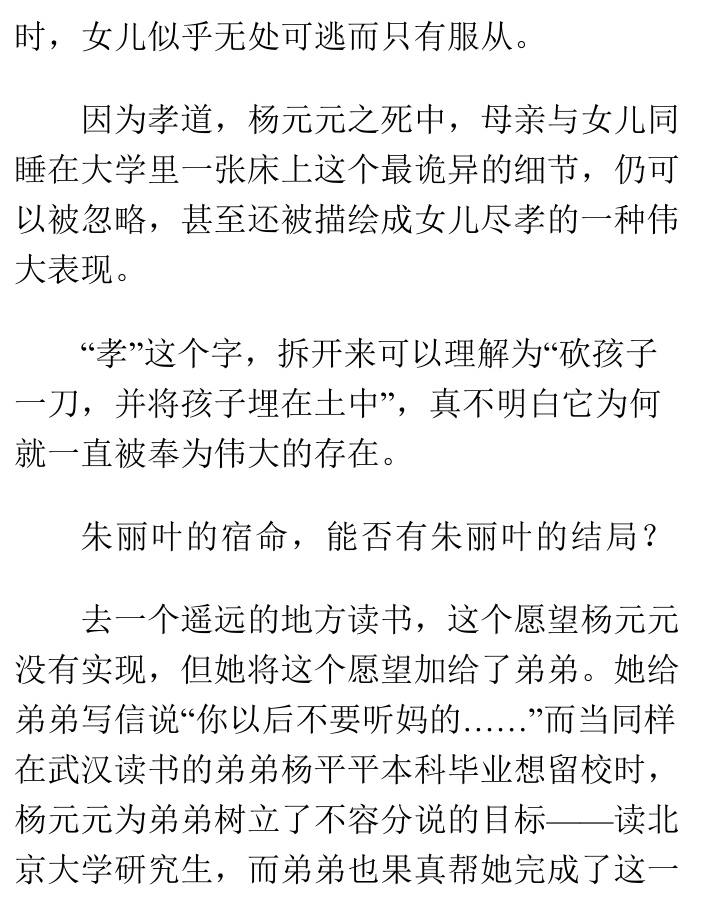 时，女儿似乎无处可逃而只有服从。
因为孝道，杨元元之死中，母亲与女儿同
睡在大学里一张床上这个最诡异的细节，仍可
以被忽略，甚至还被描绘成女儿尽孝的一种伟
大表现。
“孝”这个字，拆开来可以理解为“砍孩子
一刀，并将孩子埋在土中”，真不明白它为何
就一直被奉为伟大的存在。
朱丽叶的宿命，能否有朱丽叶的结局？
去一个遥远的地方读书，这个愿望杨元元
没有实现，但她将这个愿望加给了弟弟。她给
弟弟写信说“你以后不要听妈的……”而当同样
在武汉读书的弟弟杨平平本科毕业想留校时，
杨元元为弟弟树立了不容分说的目标——读北
京大学研究生，而弟弟也果真帮她完成了这一